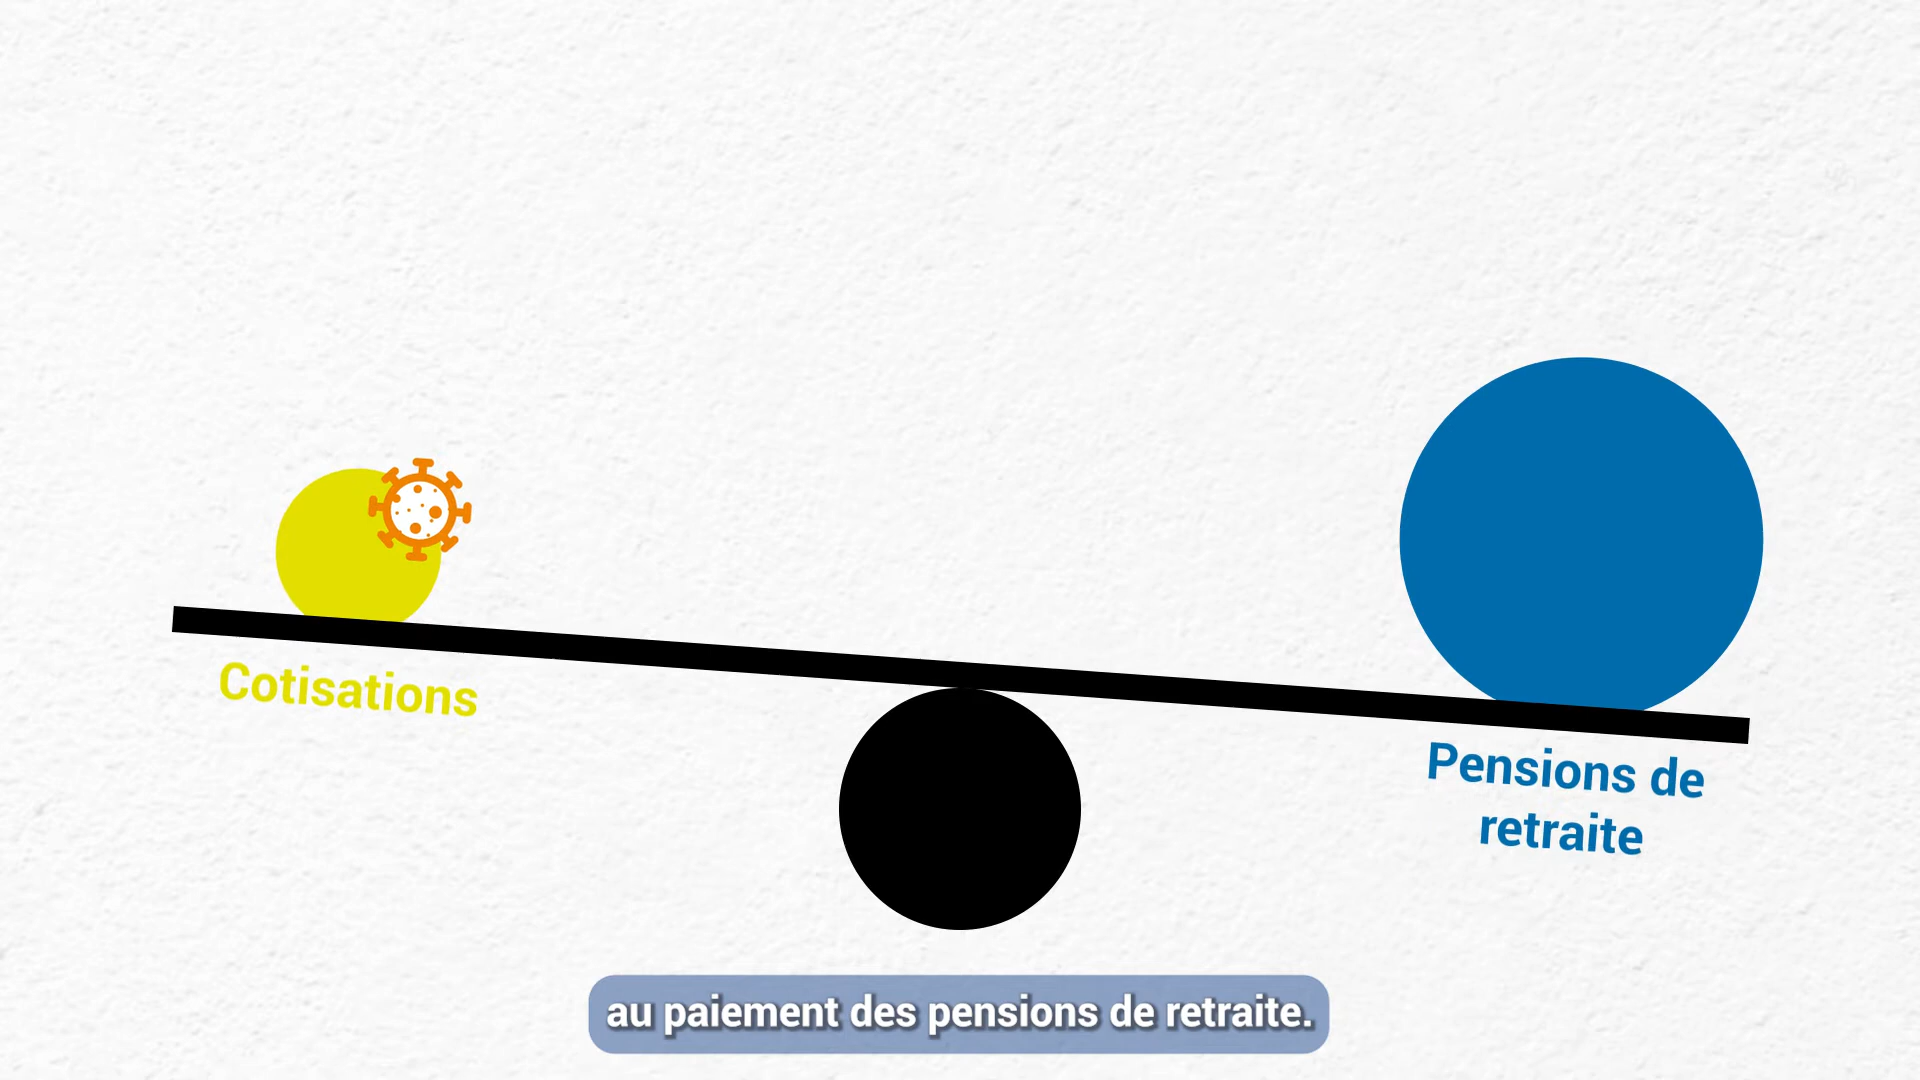 Cotisations
Pensions de
retraite
au paiement des pensions de retraite.